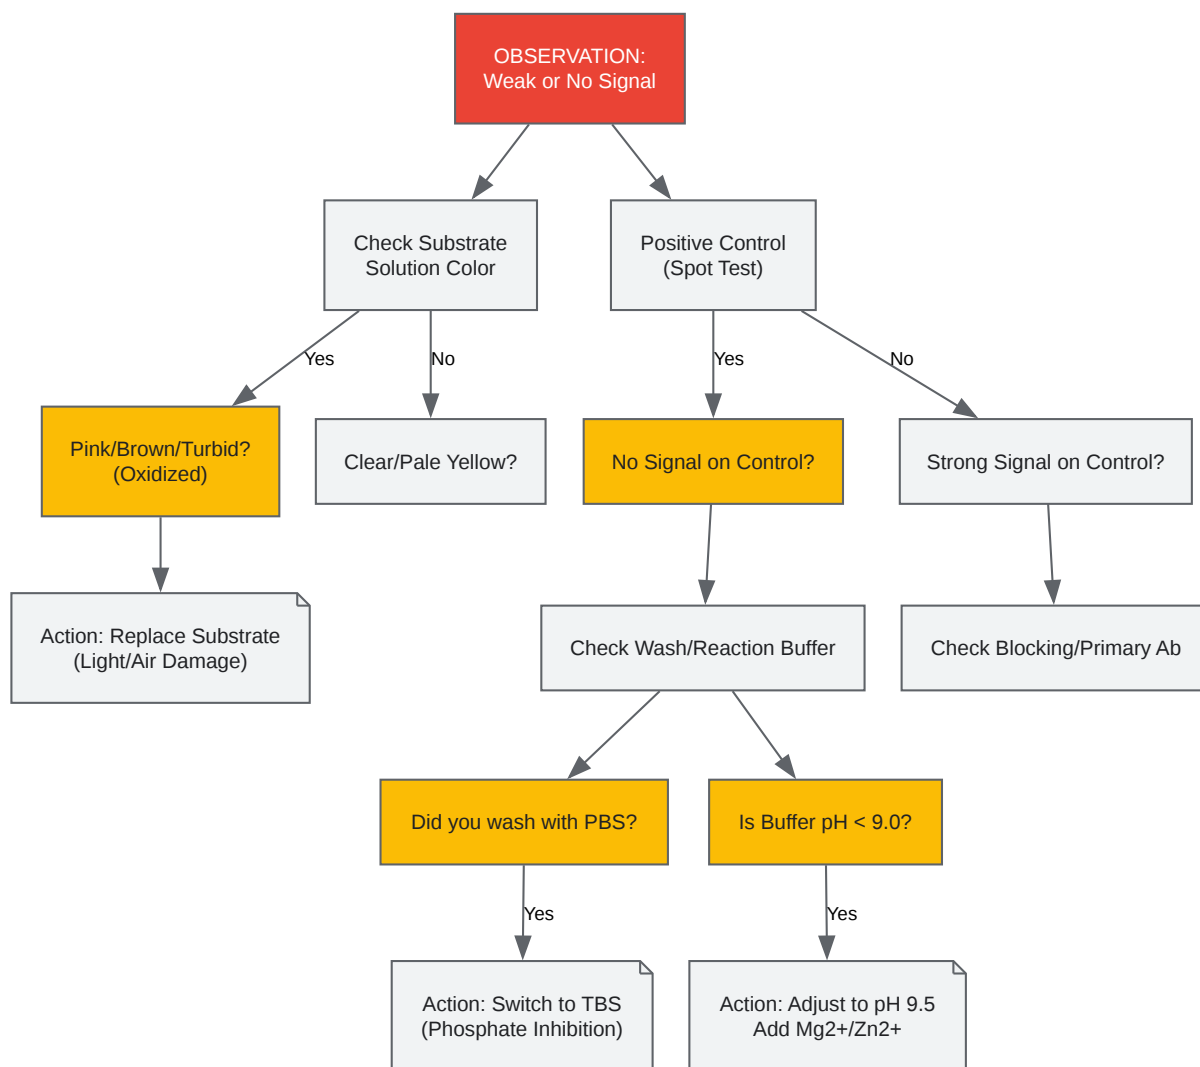 OBSERVATION:
Weak or No Signal
Check Substrate
Solution Color
Positive Control
(Spot Test)
Yes
No
Yes
No
Pink/Brown/Turbid?
(Oxidized)
Clear/Pale Yellow?
No Signal on Control?
Strong Signal on Control?
Action: Replace Substrate
(Light/Air Damage)
Check Wash/Reaction Buffer
Check Blocking/Primary Ab
Did you wash with PBS?
Is Buffer pH < 9.0?
Yes
Yes
Action: Switch to TBS
(Phosphate Inhibition)
Action: Adjust to pH 9.5
Add Mg2+/Zn2+